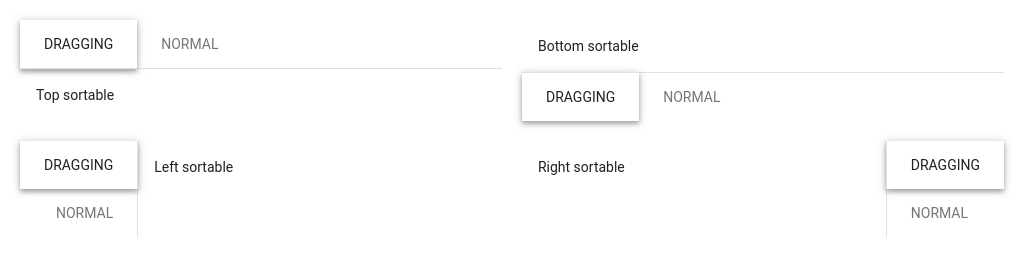 DRAGGING NORMAL
Top sortable
Bottom sortable
DRAGGING NORMAL
DRAGGING Left sortable
NORMAL
Right sortable DRAGGING
NORMAL